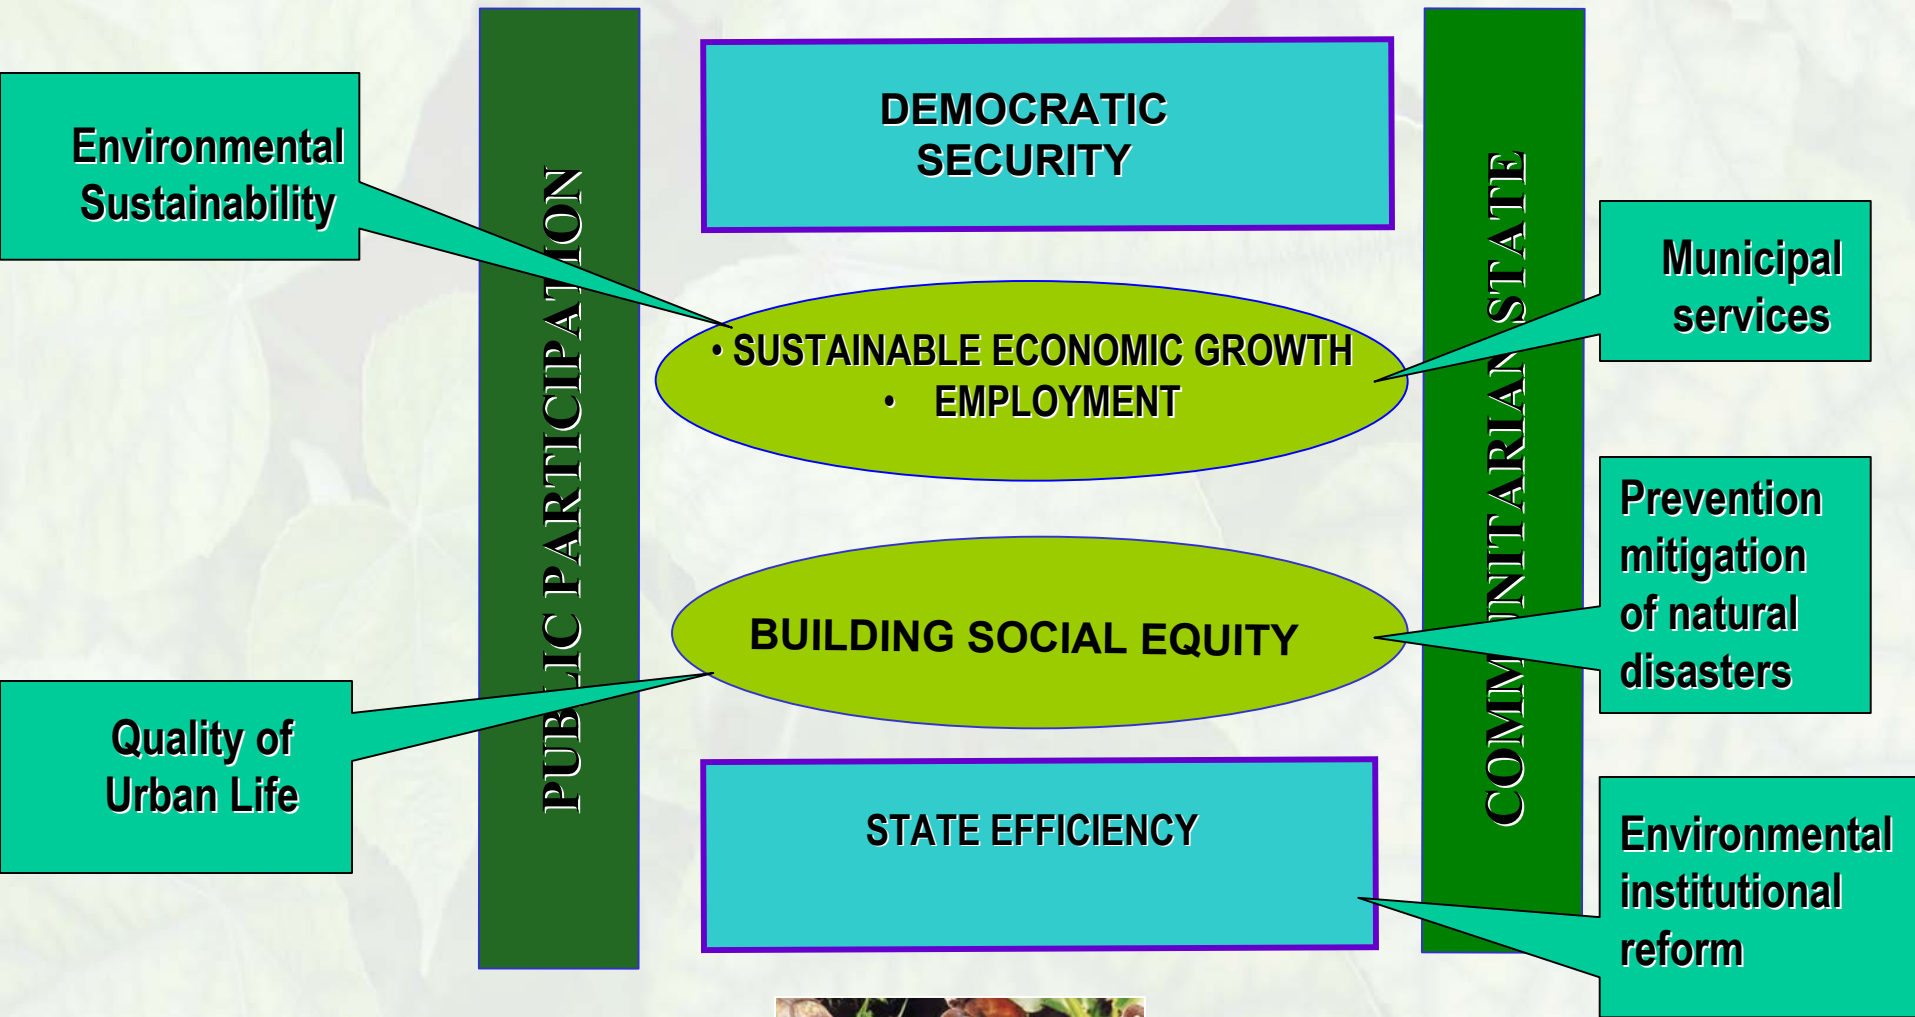 DEMOCRATIC
SECURITY
Environmental
Sustainability
PUBLIC PARTICIPATION
COMMUNITARIAN STATE
Municipal
services
• SUSTAINABLE ECONOMIC GROWTH
• EMPLOYMENT
Prevention
mitigation
of natural
disasters
BUILDING SOCIAL EQUITY
Quality of
Urban Life
STATE EFFICIENCY
Environmental
institutional
reform